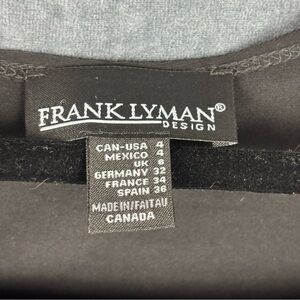 FRANK LYMAN®
DESIGN
CAN-USA 4
MEXICO 4
UK 6
GERMANY 32
FRANCE 34
SPAIN 36
MADE IN/FAIT AU
CANADA